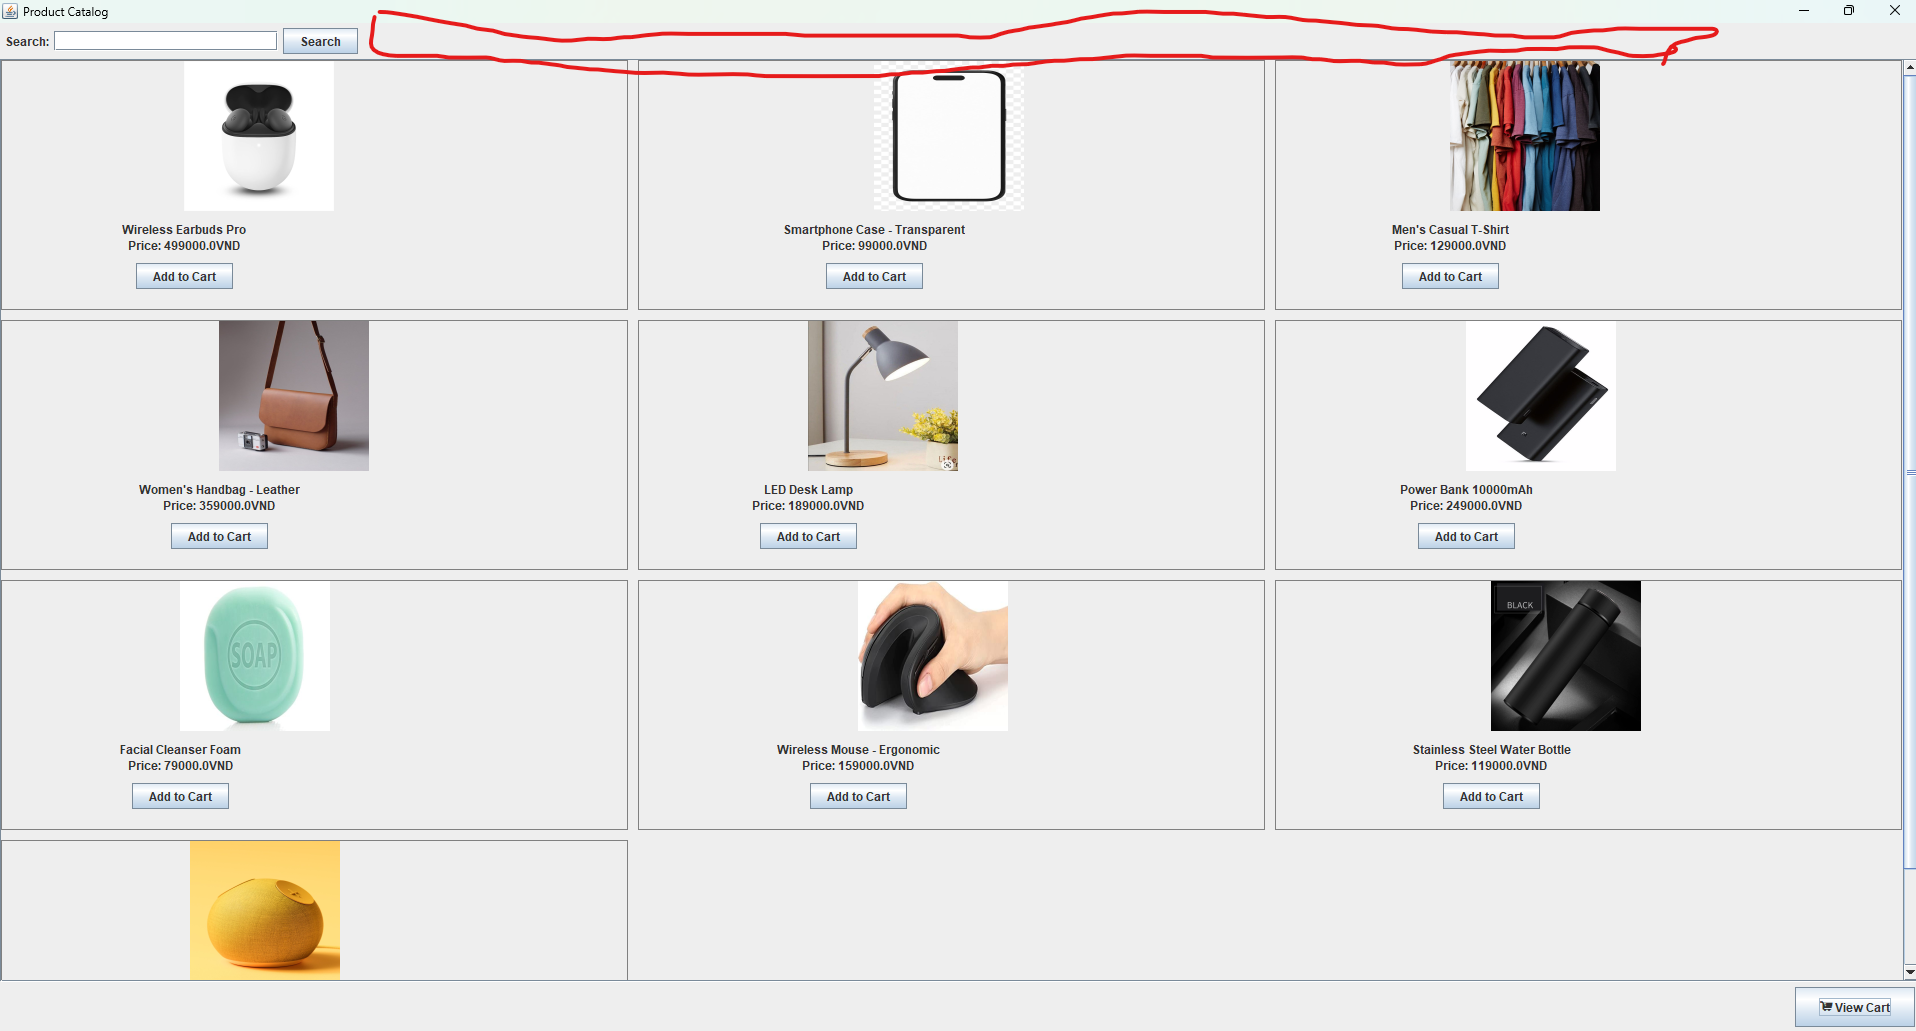 Product Catalog
Search:
Search
Wireless Earbuds Pro
Price: 499000.0VND
Add to Cart
Smartphone Case - Transparent
Price: 99000.0VND
Add to Cart
Men's Casual T-Shirt
Price: 129000.0VND
Add to Cart
Women's Handbag - Leather
Price: 359000.0VND
Add to Cart
LED Desk Lamp
Price: 189000.0VND
Add to Cart
Power Bank 10000mAh
Price: 249000.0VND
Add to Cart
SOAP
Facial Cleanser Foam
Price: 79000.0VND
Add to Cart
Wireless Mouse - Ergonomic
Price: 159000.0VND
Add to Cart
BLACK
Stainless Steel Water Bottle
Price: 119000.0VND
Add to Cart
View Cart